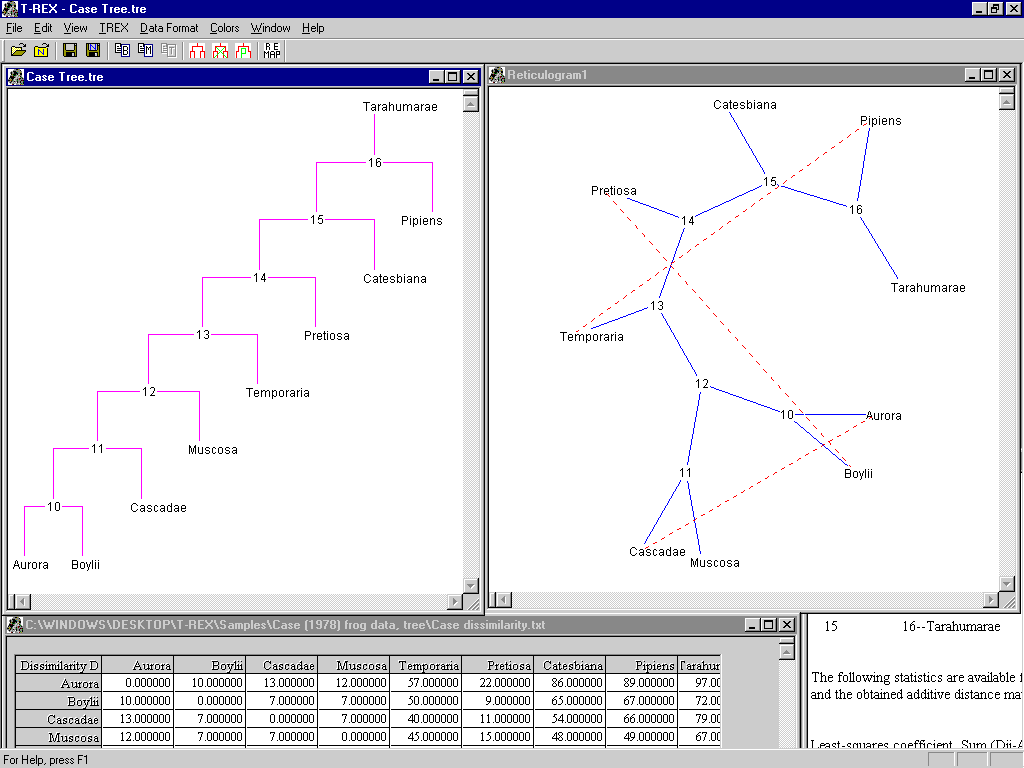 T-REX - Case Tree.tre
File Edit View TREX Data Format Colors Window Help
B M T P R E MAP
Case Tree.tre
Tarahumarae
16
15
Pipiens
14
Catesbiana
13
Pretiosa
12
Temporaria
11
Muscosa
10
Cascadae
Aurora Boylii
Reticulogram1
Catesbiana
Pipiens
15
Pretiosa
16
14
Tarahumarae
13
Temporaria
12
10 Aurora
11
Boylii
Cascadae
Muscosa
C:\WINDOWS\DESKTOP\T-REX\Samples\Case (1978) frog data, tree\Case dissimilarity.txt
Dissimilarity D Aurora Boylii Cascadae Muscosa Temporaria Pretiosa Catesbiana Pipiens Tarahur
Aurora 0.000000 10.000000 13.000000 12.000000 57.000000 22.000000 86.000000 89.000000 97.00
Boylii 10.000000 0.000000 7.000000 7.000000 50.000000 9.000000 65.000000 67.000000 72.00
Cascadae 13.000000 7.000000 0.000000 7.000000 40.000000 11.000000 54.000000 66.000000 79.00
Muscosa 12.000000 7.000000 7.000000 0.000000 45.000000 15.000000 48.000000 49.000000 67.00
15 16--Tarahumarae
The following statistics are available f
and the obtained additive distance ma
Least-squares coefficient Sum (Dij-A
For Help, press F1